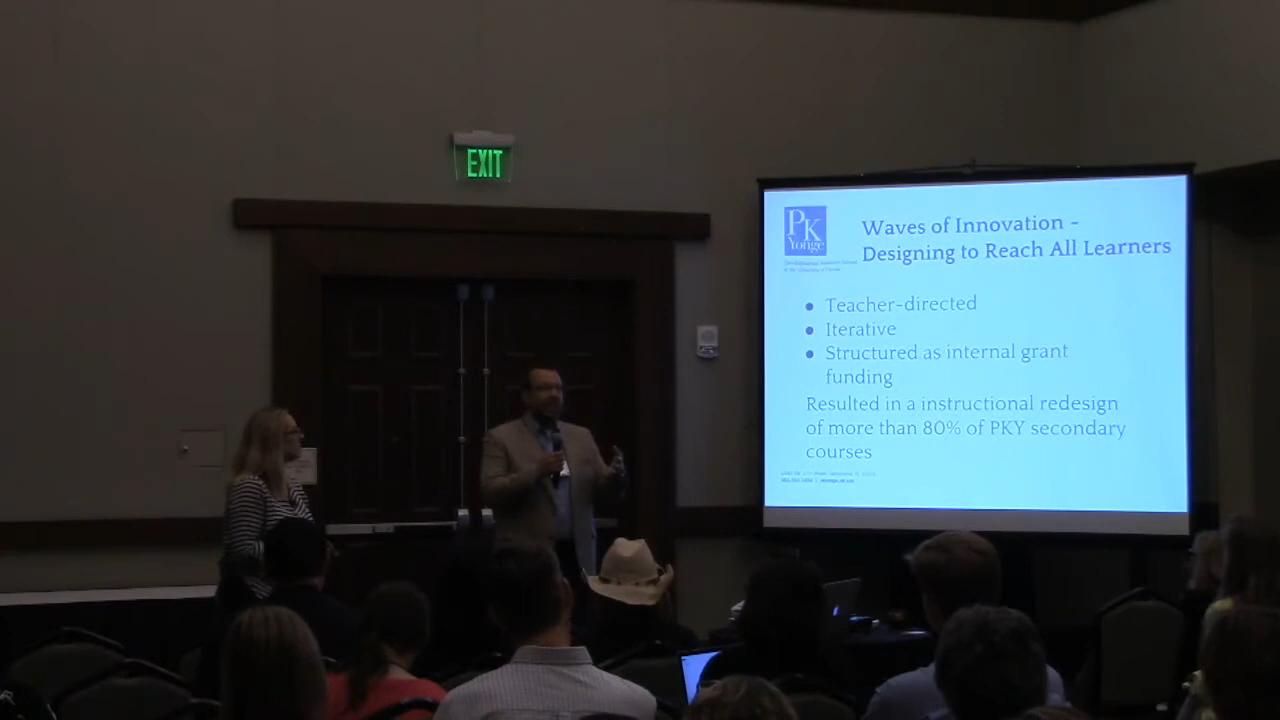 EXIT
PK
Yonge
Waves of Innovation -
Designing to Reach All Learners
Teacher-directed
Iterative
Structured as internal grant
funding
Resulted in a instructional redesign
of more than 80% of PKY secondary
courses